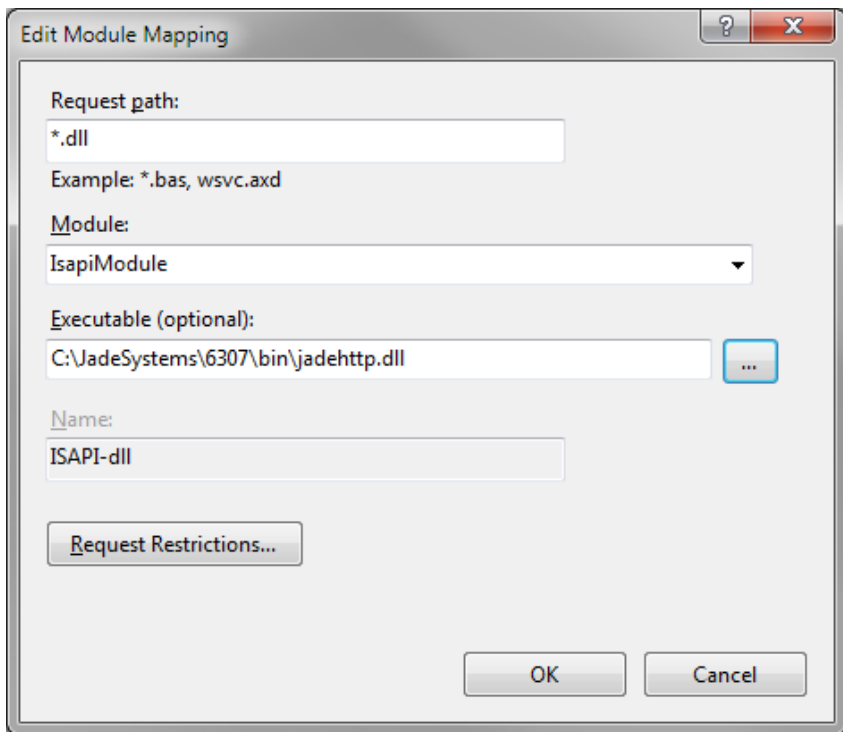 Edit Module Mapping
?
X
Request path:
*.dll
Example: *.bas, wsvc.axd
Module:
IsapiModule
Executable (optional):
C:\JadeSystems\6307\bin\jadehttp.dll
...
Name:
ISAPI-dll
Request Restrictions...
OK Cancel